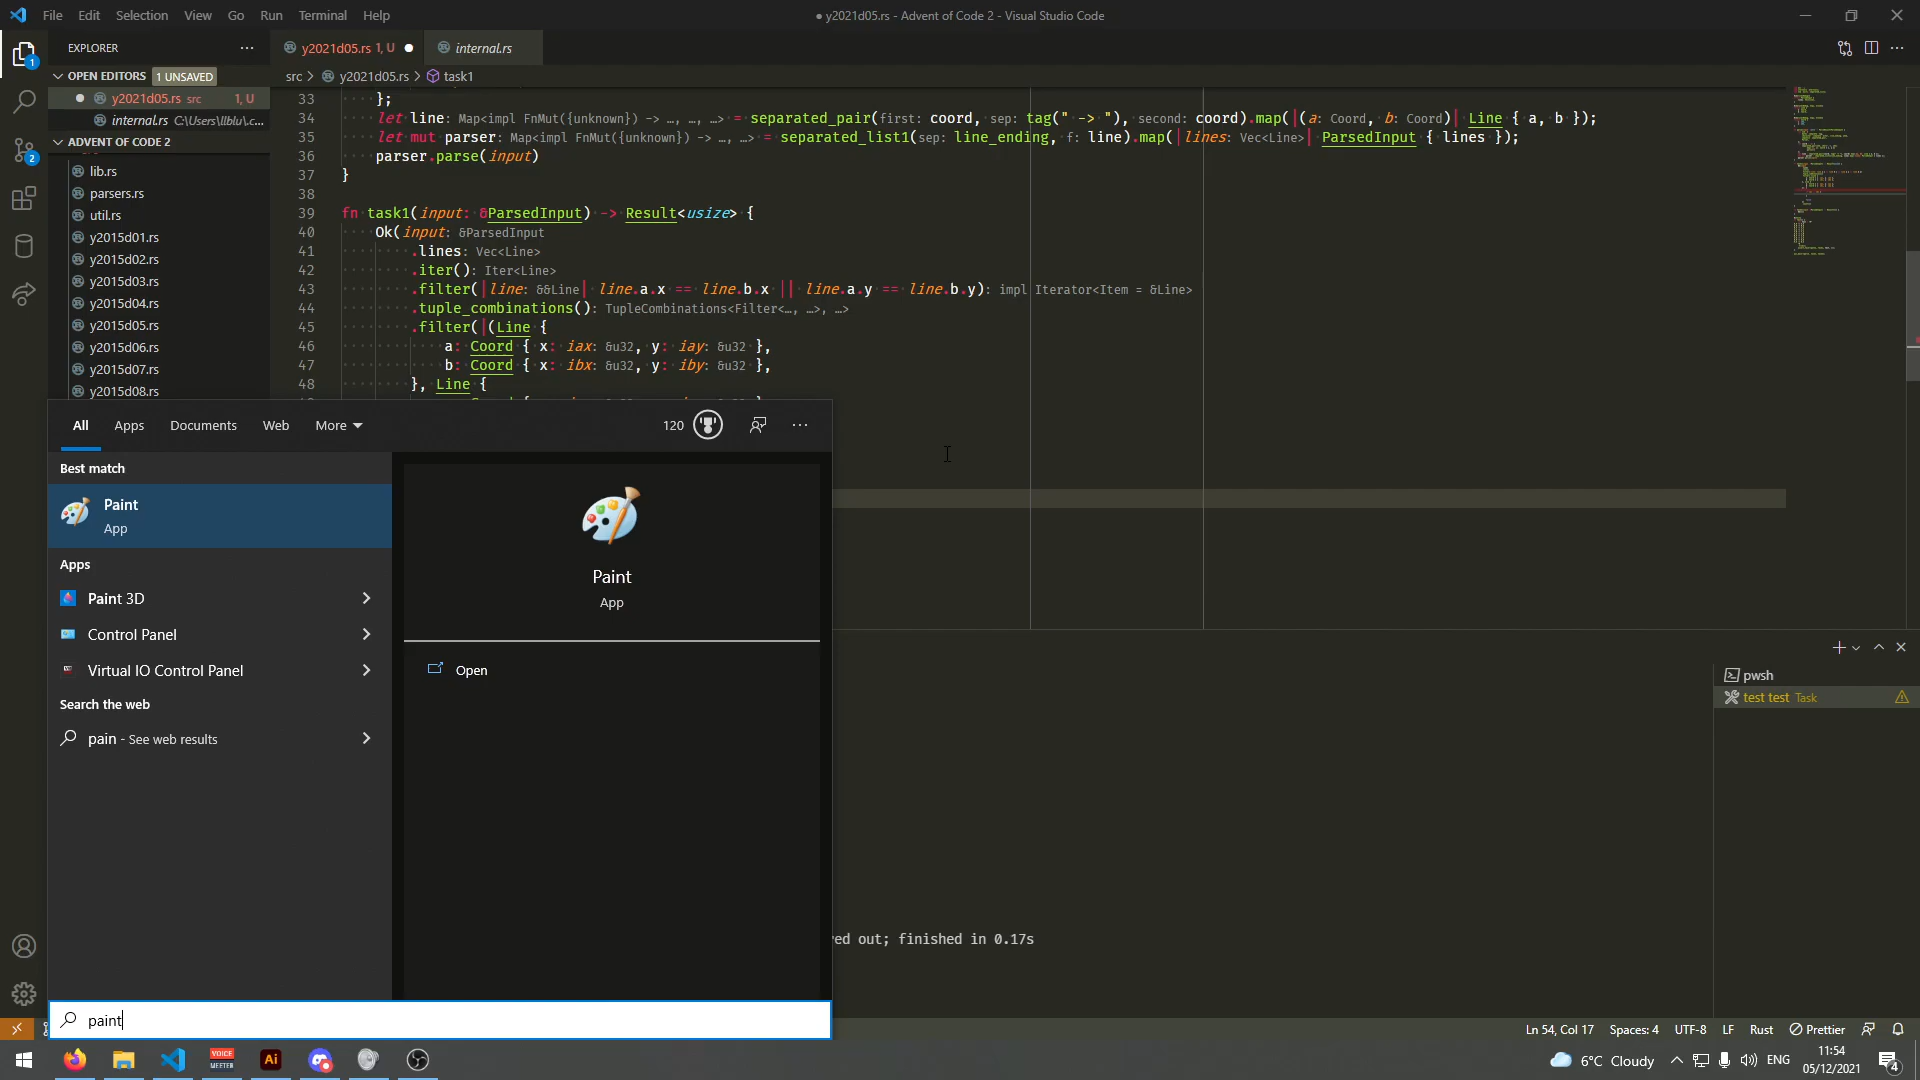 File Edit Selection View Go Run Terminal Help
● y2021d05.rs - Advent of Code 2 - Visual Studio Code
EXPLORER
y2021d05.rs 1, U
internal.rs
OPEN EDITORS 1 UNSAVED
y2021d05.rs src 1, U
internal.rs C:\Users\llblu\.c...
ADVENT OF CODE 2
lib.rs
parsers.rs
util.rs
y2015d01.rs
y2015d02.rs
y2015d03.rs
y2015d04.rs
y2015d05.rs
y2015d06.rs
y2015d07.rs
y2015d08.rs
src > y2021d05.rs > task1
33 };
34 let line: Map<impl FnMut({unknown}) -> …, …, …> = separated_pair(first: coord, sep: tag(" -> "), second: coord).map(|(a: Coord, b: Coord)| Line { a, b });
35 let mut parser: Map<impl FnMut({unknown}) -> …, …> = separated_list1(sep: line_ending, f: line).map(|lines: Vec<Line>| ParsedInput { lines });
36 parser.parse(input)
37 }
38
39 fn task1(input: &ParsedInput) -> Result<usize> {
40 Ok(input: &ParsedInput
41 .lines: Vec<Line>
42 .iter(): Iter<Line>
43 .filter(|line: &&Line| line.a.x == line.b.x || line.a.y == line.b.y): impl Iterator<Item = &Line>
44 .tuple_combinations(): TupleCombinations<Filter<…, …>, …>
45 .filter(|(Line {
46 a: Coord { x: iax: &u32, y: iay: &u32 },
47 b: Coord { x: ibx: &u32, y: iby: &u32 },
48 }, Line {
All Apps Documents Web More 120
Best match
Paint
App
Apps
Paint 3D
Control Panel
Virtual IO Control Panel
Search the web
pain - See web results
Paint
App
Open
paint
pwsh
test test Task
red out; finished in 0.17s
Ln 54, Col 17 Spaces: 4 UTF-8 LF Rust Prettier
VOICE
MEETER
Ai
6°C Cloudy ENG
11:54
05/12/2021
4